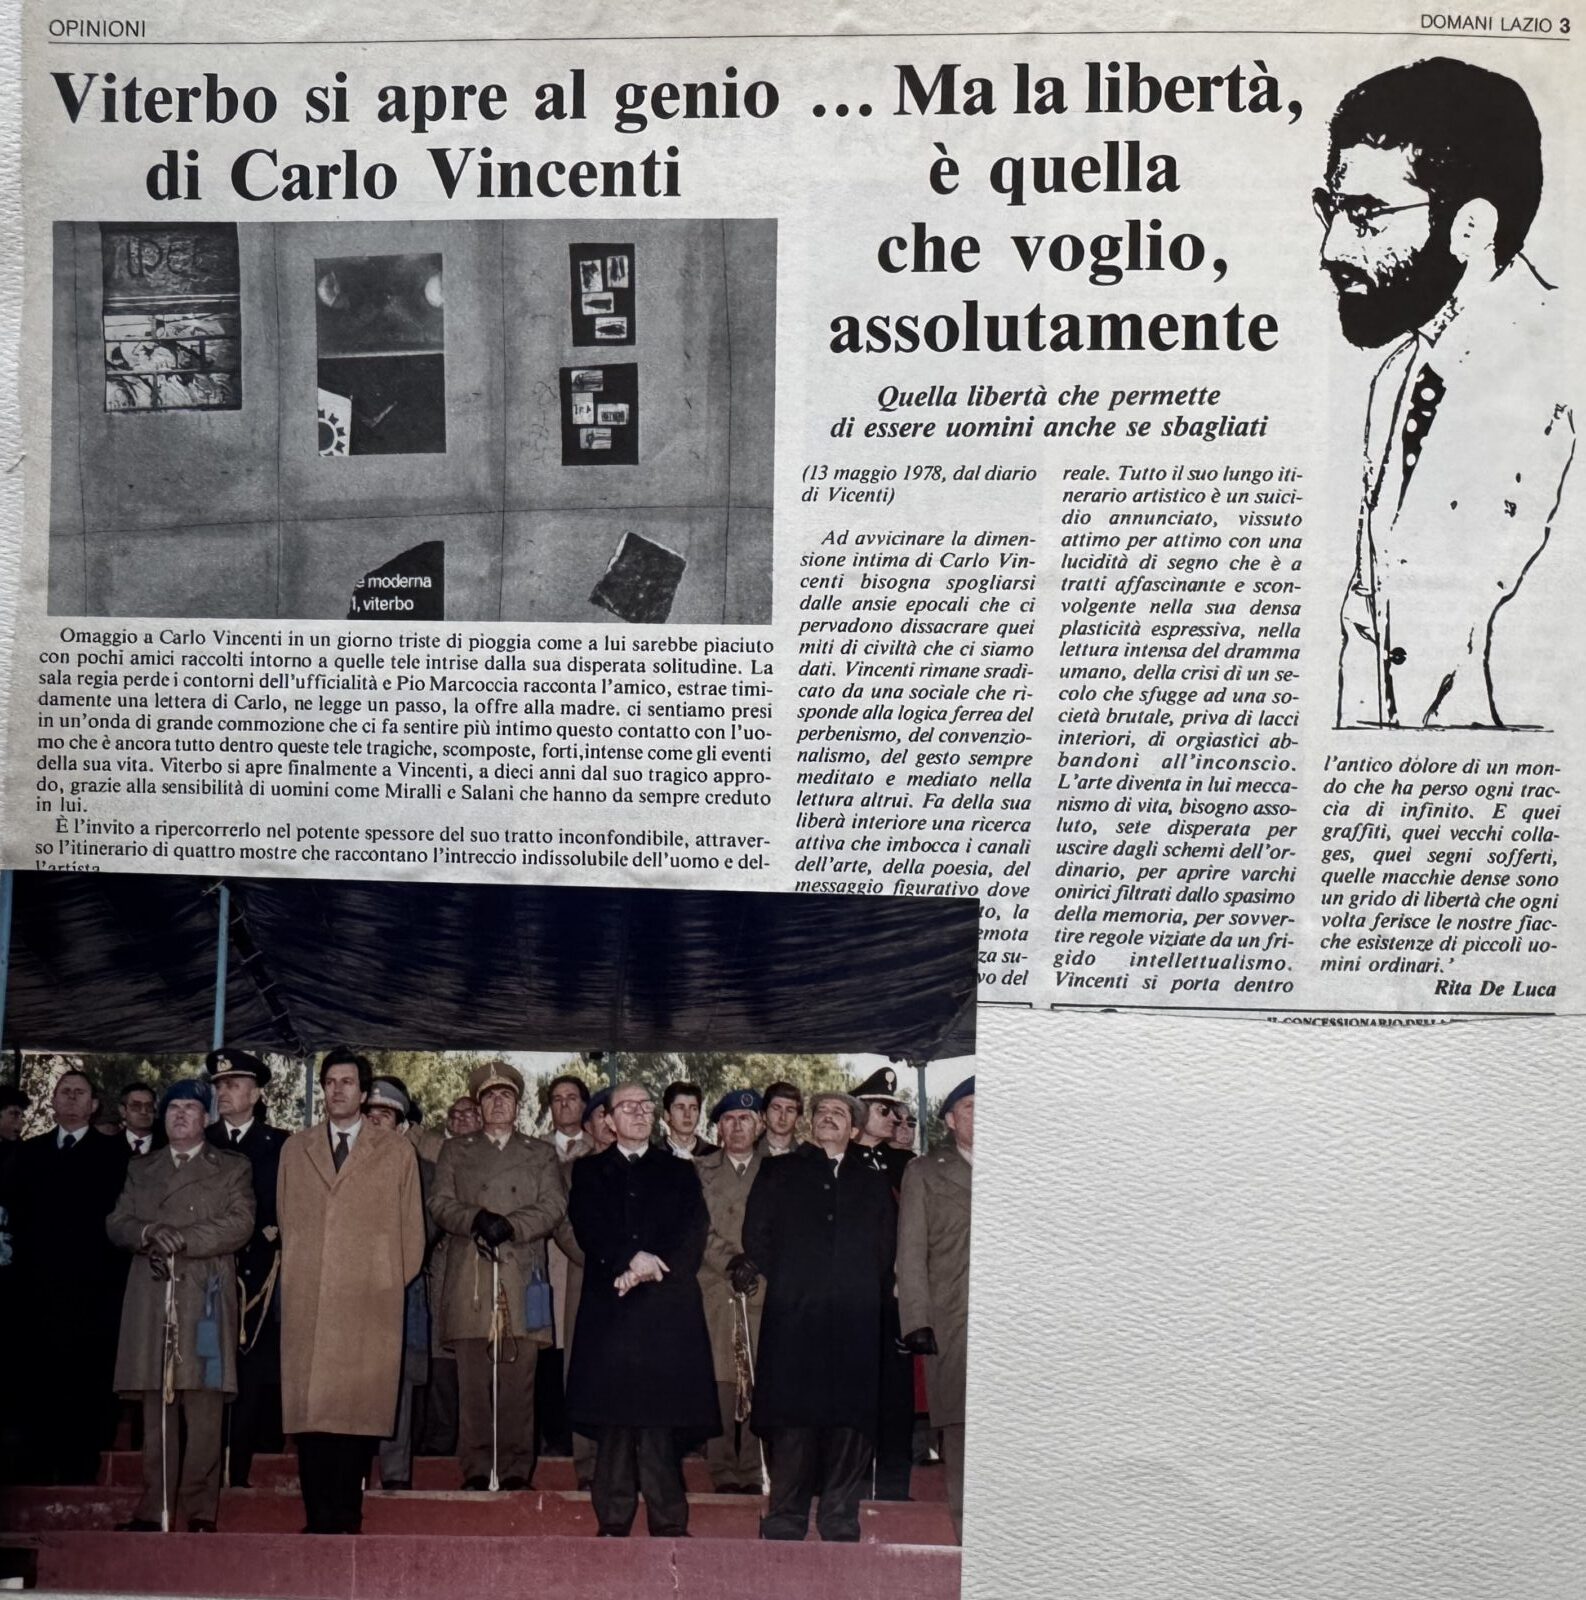 OPINIONI
DOMANI LAZIO 3
Viterbo si apre al genio
di Carlo Vincenti
e moderna
1, viterbo
Omaggio a Carlo Vincenti in un giorno triste di pioggia come a lui sarebbe piaciuto
con pochi amici raccolti intorno a quelle tele intrise dalla sua disperata solitudine. La
sala regia perde i contorni dell'ufficialità e Pio Marcoccia racconta l'amico, estrae timi-
damente una lettera di Carlo, ne legge un passo, la offre alla madre. ci sentiamo presi
in un'onda di grande commozione che ci fa sentire più intimo questo contatto con l'uo-
mo che è ancora tutto dentro queste tele tragiche, scomposte, forti,intense come gli eventi
della sua vita. Viterbo si apre finalmente a Vincenti, a dieci anni dal suo tragico appro-
do, grazie alla sensibilità di uomini come Miralli e Salani che hanno da sempre creduto
in lui.
È l'invito a ripercorrerlo nel potente spessore del suo tratto inconfondibile, attraver-
so l'itinerario di quattro mostre che raccontano l'intreccio indissolubile dell'uomo e del-
l'artista
... Ma la libertà,
è quella
che voglio,
assolutamente
Quella libertà che permette
di essere uomini anche se sbagliati
(13 maggio 1978, dal diario
di Vicenti)
Ad avvicinare la dimen-
sione intima di Carlo Vin-
centi bisogna spogliarsi
dalle ansie epocali che ci
pervadono dissacrare quei
miti di civiltà che ci siamo
dati. Vincenti rimane sradi-
cato da una sociale che ri-
sponde alla logica ferrea del
perbenismo, del convenzio-
nalismo, del gesto sempre
meditato e mediato nella
lettura altrui. Fa della sua
liberà interiore una ricerca
attiva che imbocca i canali
dell'arte, della poesia, del
messaggio figurativo dove
to, la
emota
za su-
vo del
reale. Tutto il suo lungo iti-
nerario artistico è un suici-
dio annunciato, vissuto
attimo per attimo con una
lucidità di segno che è a
tratti affascinante e scon-
volgente nella sua densa
plasticità espressiva, nella
lettura intensa del dramma
umano, della crisi di un se-
colo che sfugge ad una so-
cietà brutale, priva di lacci
interiori, di orgiastici ab-
bandoni all'inconscio.
L'arte diventa in lui mecca-
nismo di vita, bisogno asso-
luto, sete disperata per
uscire dagli schemi dell'or-
dinario, per aprire varchi
onirici filtrati dallo spasimo
della memoria, per sovver-
tire regole viziate da un fri-
gido intellettualismo.
Vincenti si porta dentro
l'antico dolore di un mon-
do che ha perso ogni trac-
cia di infinito. E quei
graffiti, quei vecchi colla-
ges, quei segni sofferti,
quelle macchie dense sono
un grido di libertà che ogni
volta ferisce le nostre fiac-
che esistenze di piccoli uo-
mini ordinari.'
Rita De Luca
IL CONCESSIONARIO